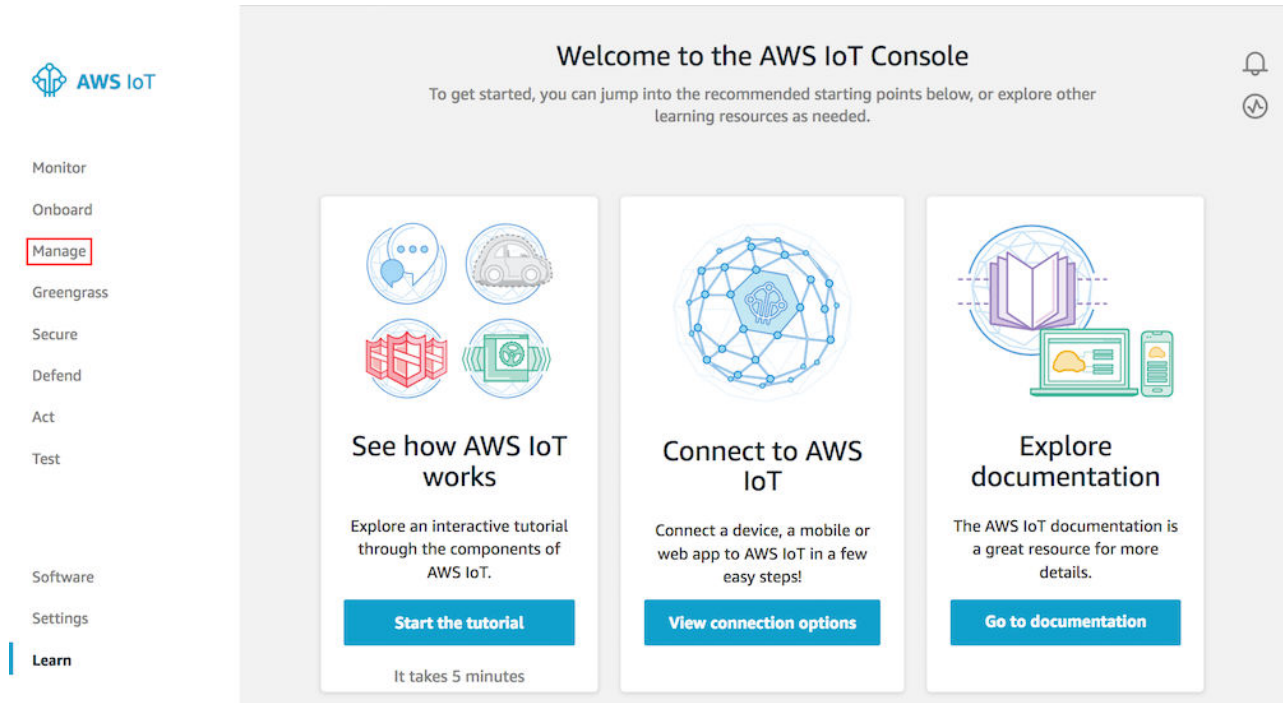 AWS IoT
Monitor
Onboard
Manage
Greengrass
Secure
Defend
Act
Test
Software
Settings
Learn
Welcome to the AWS IoT Console
To get started, you can jump into the recommended starting points below, or explore other
learning resources as needed.
See how AWS IoT
works
Explore an interactive tutorial
through the components of
AWS IoT.
Start the tutorial
It takes 5 minutes
Connect to AWS
IoT
Connect a device, a mobile or
web app to AWS IoT in a few
easy steps!
View connection options
Explore
documentation
The AWS IoT documentation is
a great resource for more
details.
Go to documentation